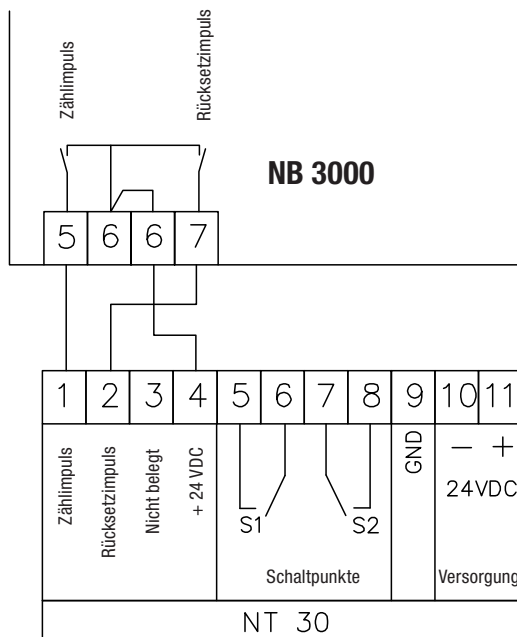 Zählimpuls
Rücksetzimpuls
NB 3000
5 6 6 7
1 2 3 4 5 6 7 8 9 10 11
Zählimpuls
Rücksetzimpuls
Nicht belegt
+ 24 VDC
S1
S2
GND
− +
24VDC
Schaltpunkte
Versorgung
NT 30